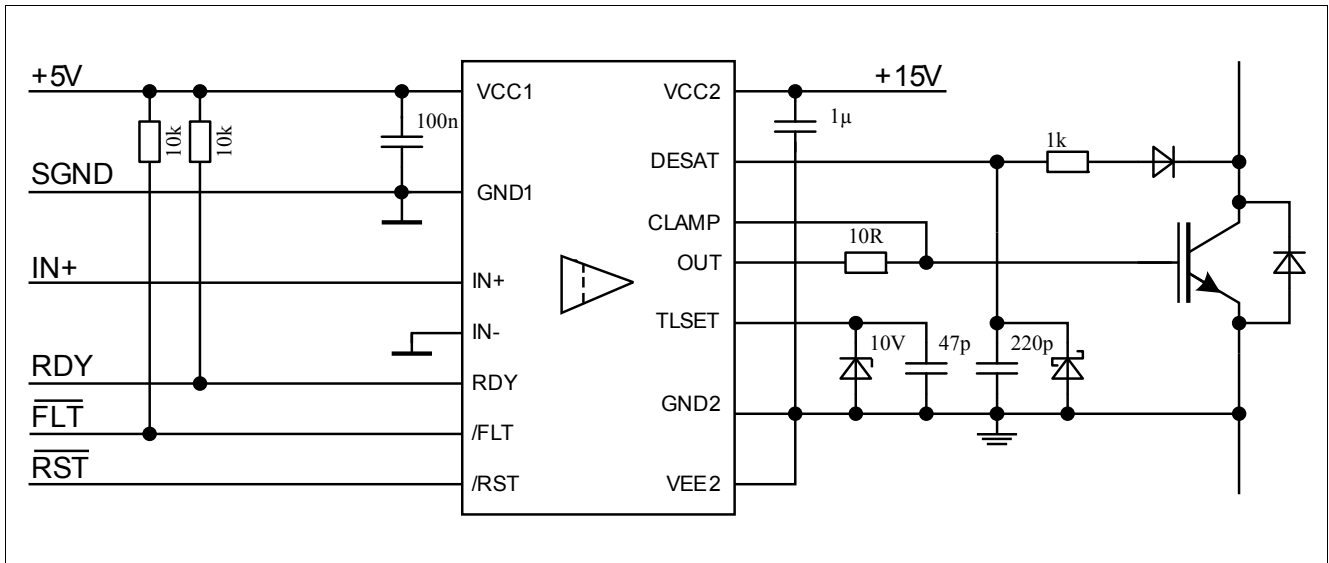 +5V
10k
10k
100n
SGND
IN+
RDY
FLT
RST
VCC1
GND1
IN+
IN-
RDY
/FLT
/RST
VCC2
DESAT
CLAMP
OUT
TLSET
GND2
VEE2
+15V
1µ
1k
10R
10V
47p
220p